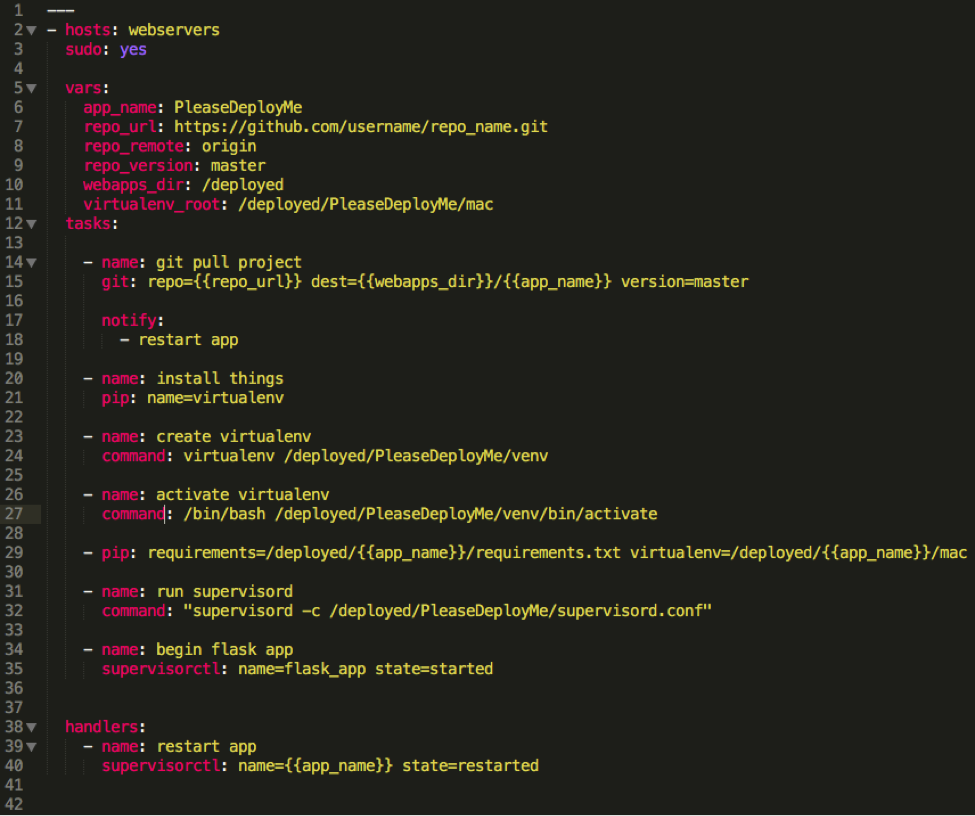 1 ---
2 - hosts: webservers
3 sudo: yes
4
5 vars:
6 app_name: PleaseDeployMe
7 repo_url: https://github.com/username/repo_name.git
8 repo_remote: origin
9 repo_version: master
10 webapps_dir: /deployed
11 virtualenv_root: /deployed/PleaseDeployMe/mac
12 tasks:
13
14 - name: git pull project
15 git: repo={{repo_url}} dest={{webapps_dir}}/{{app_name}} version=master
16
17 notify:
18 - restart app
19
20 - name: install things
21 pip: name=virtualenv
22
23 - name: create virtualenv
24 command: virtualenv /deployed/PleaseDeployMe/venv
25
26 - name: activate virtualenv
27 command: /bin/bash /deployed/PleaseDeployMe/venv/bin/activate
28
29 - pip: requirements=/deployed/{{app_name}}/requirements.txt virtualenv=/deployed/{{app_name}}/mac
30
31 - name: run supervisord
32 command: "supervisord -c /deployed/PleaseDeployMe/supervisord.conf"
33
34 - name: begin flask app
35 supervisorctl: name=flask_app state=started
36
37
38 handlers:
39 - name: restart app
40 supervisorctl: name={{app_name}} state=restarted
41
42